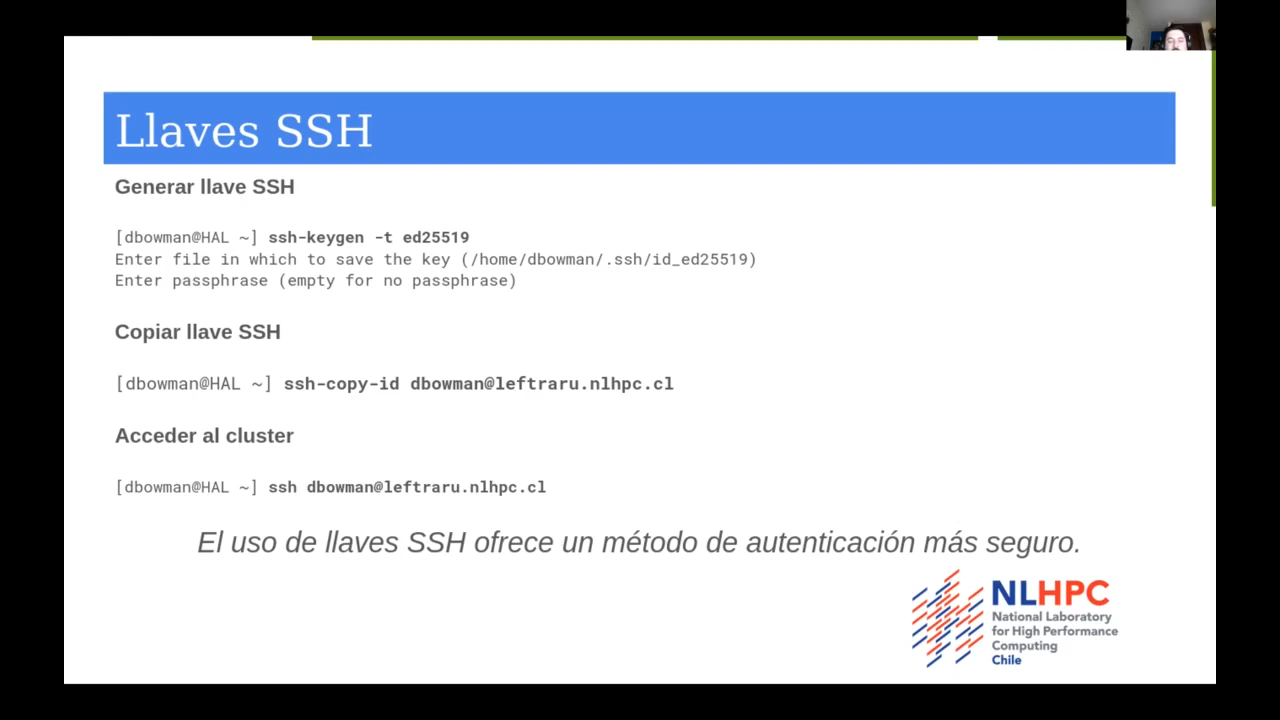 Llaves SSH
Generar llave SSH
[dbowman@HAL ~] ssh-keygen -t ed25519
Enter file in which to save the key (/home/dbowman/.ssh/id_ed25519)
Enter passphrase (empty for no passphrase)
Copiar llave SSH
[dbowman@HAL ~] ssh-copy-id dbowman@leftraru.nlhpc.cl
Acceder al cluster
[dbowman@HAL ~] ssh dbowman@leftraru.nlhpc.cl
El uso de llaves SSH ofrece un método de autenticación más seguro.
NLHPC
National Laboratory
for High Performance
Computing
Chile